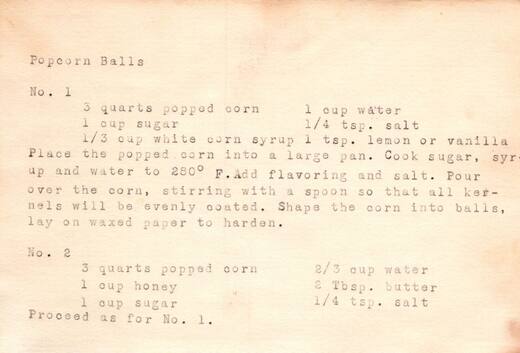 Popcorn Balls
No. 1
3 quarts popped corn 1 cup water
1 cup sugar 1/4 tsp. salt
1/3 cup white corn syrup 1 tsp. lemon or vanilla
Place the popped corn into a large pan. Cook sugar, syr-
up and water to 280° F.Add flavoring and salt. Pour
over the corn, stirring with a spoon so that all ker-
nels will be evenly coated. Shape the corn into balls,
lay on waxed paper to harden.
No. 2
3 quarts popped corn 2/3 cup water
1 cup honey 2 Tbsp. butter
1 cup sugar 1/4 tsp. salt
Proceed as for No. 1.